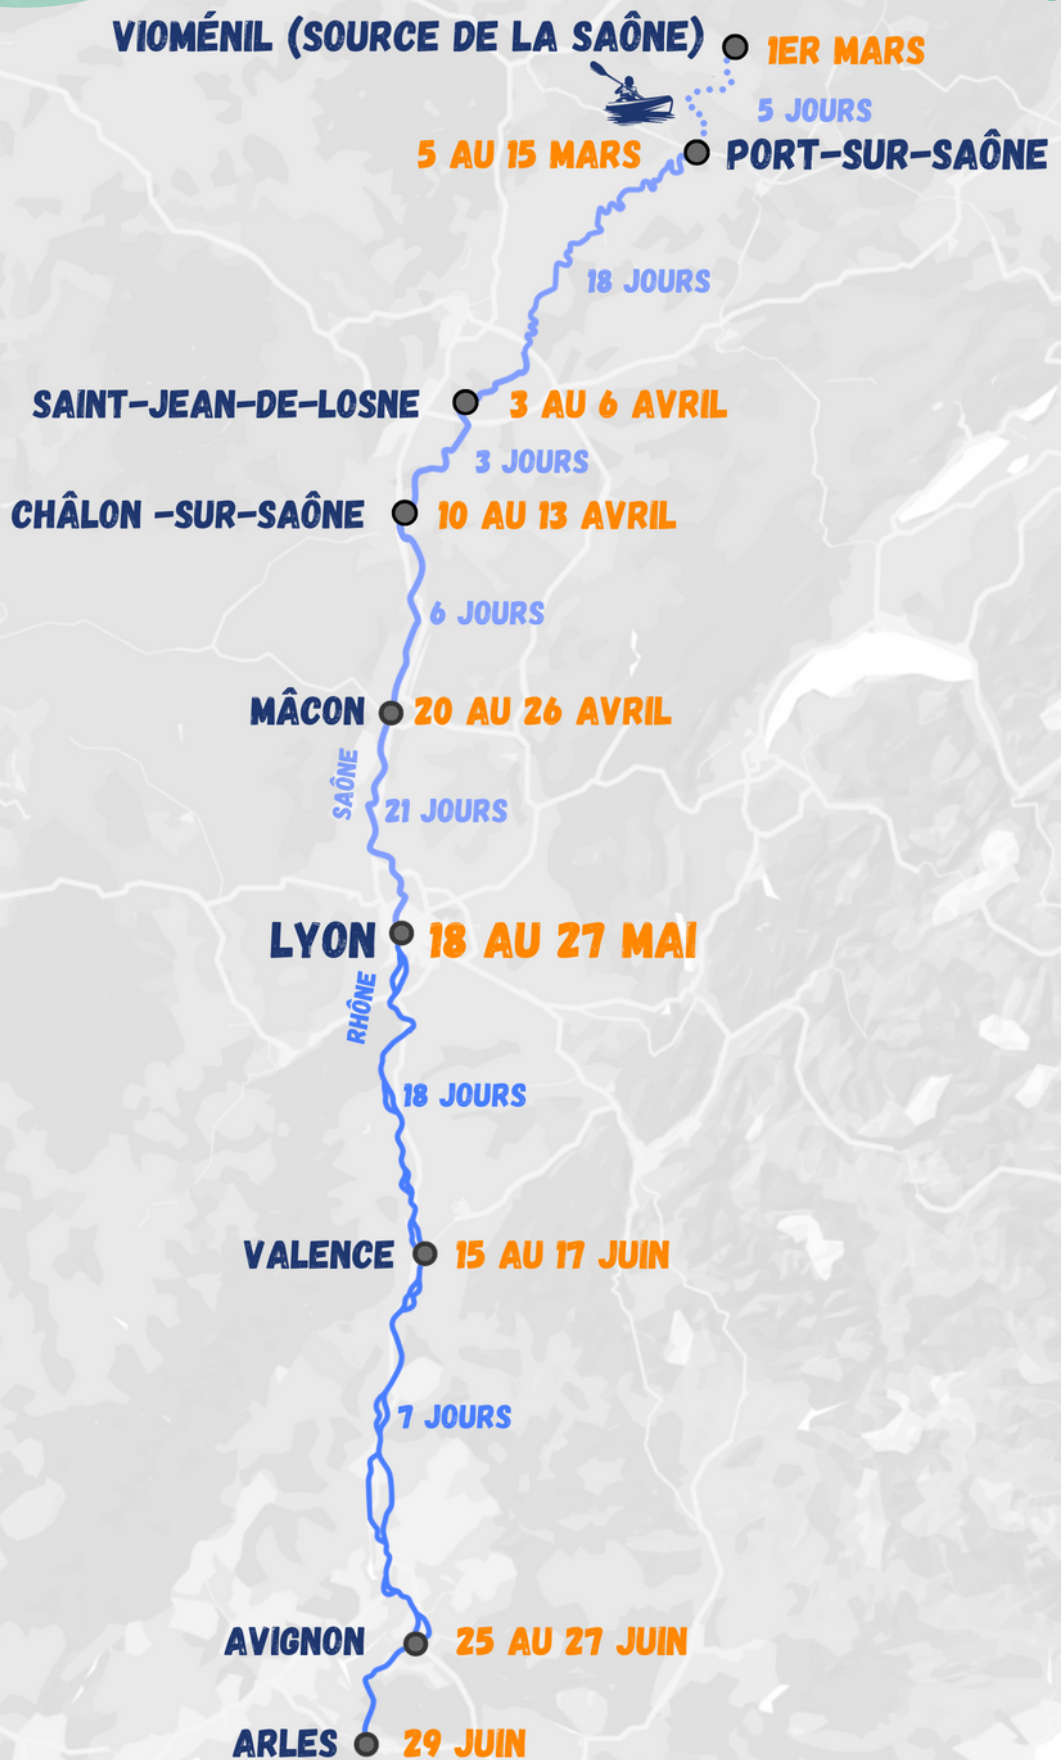 VIOMÉNIL (SOURCE DE LA SAÔNE)
1ER MARS
5 JOURS
5 AU 15 MARS
PORT-SUR-SAÔNE
18 JOURS
SAINT-JEAN-DE-LOSNE
3 AU 6 AVRIL
3 JOURS
CHÂLON -SUR-SAÔNE
10 AU 13 AVRIL
6 JOURS
MÂCON
20 AU 26 AVRIL
SAÔNE
21 JOURS
LYON
18 AU 27 MAI
RHÔNE
18 JOURS
VALENCE
15 AU 17 JUIN
7 JOURS
AVIGNON
25 AU 27 JUIN
ARLES
29 JUIN